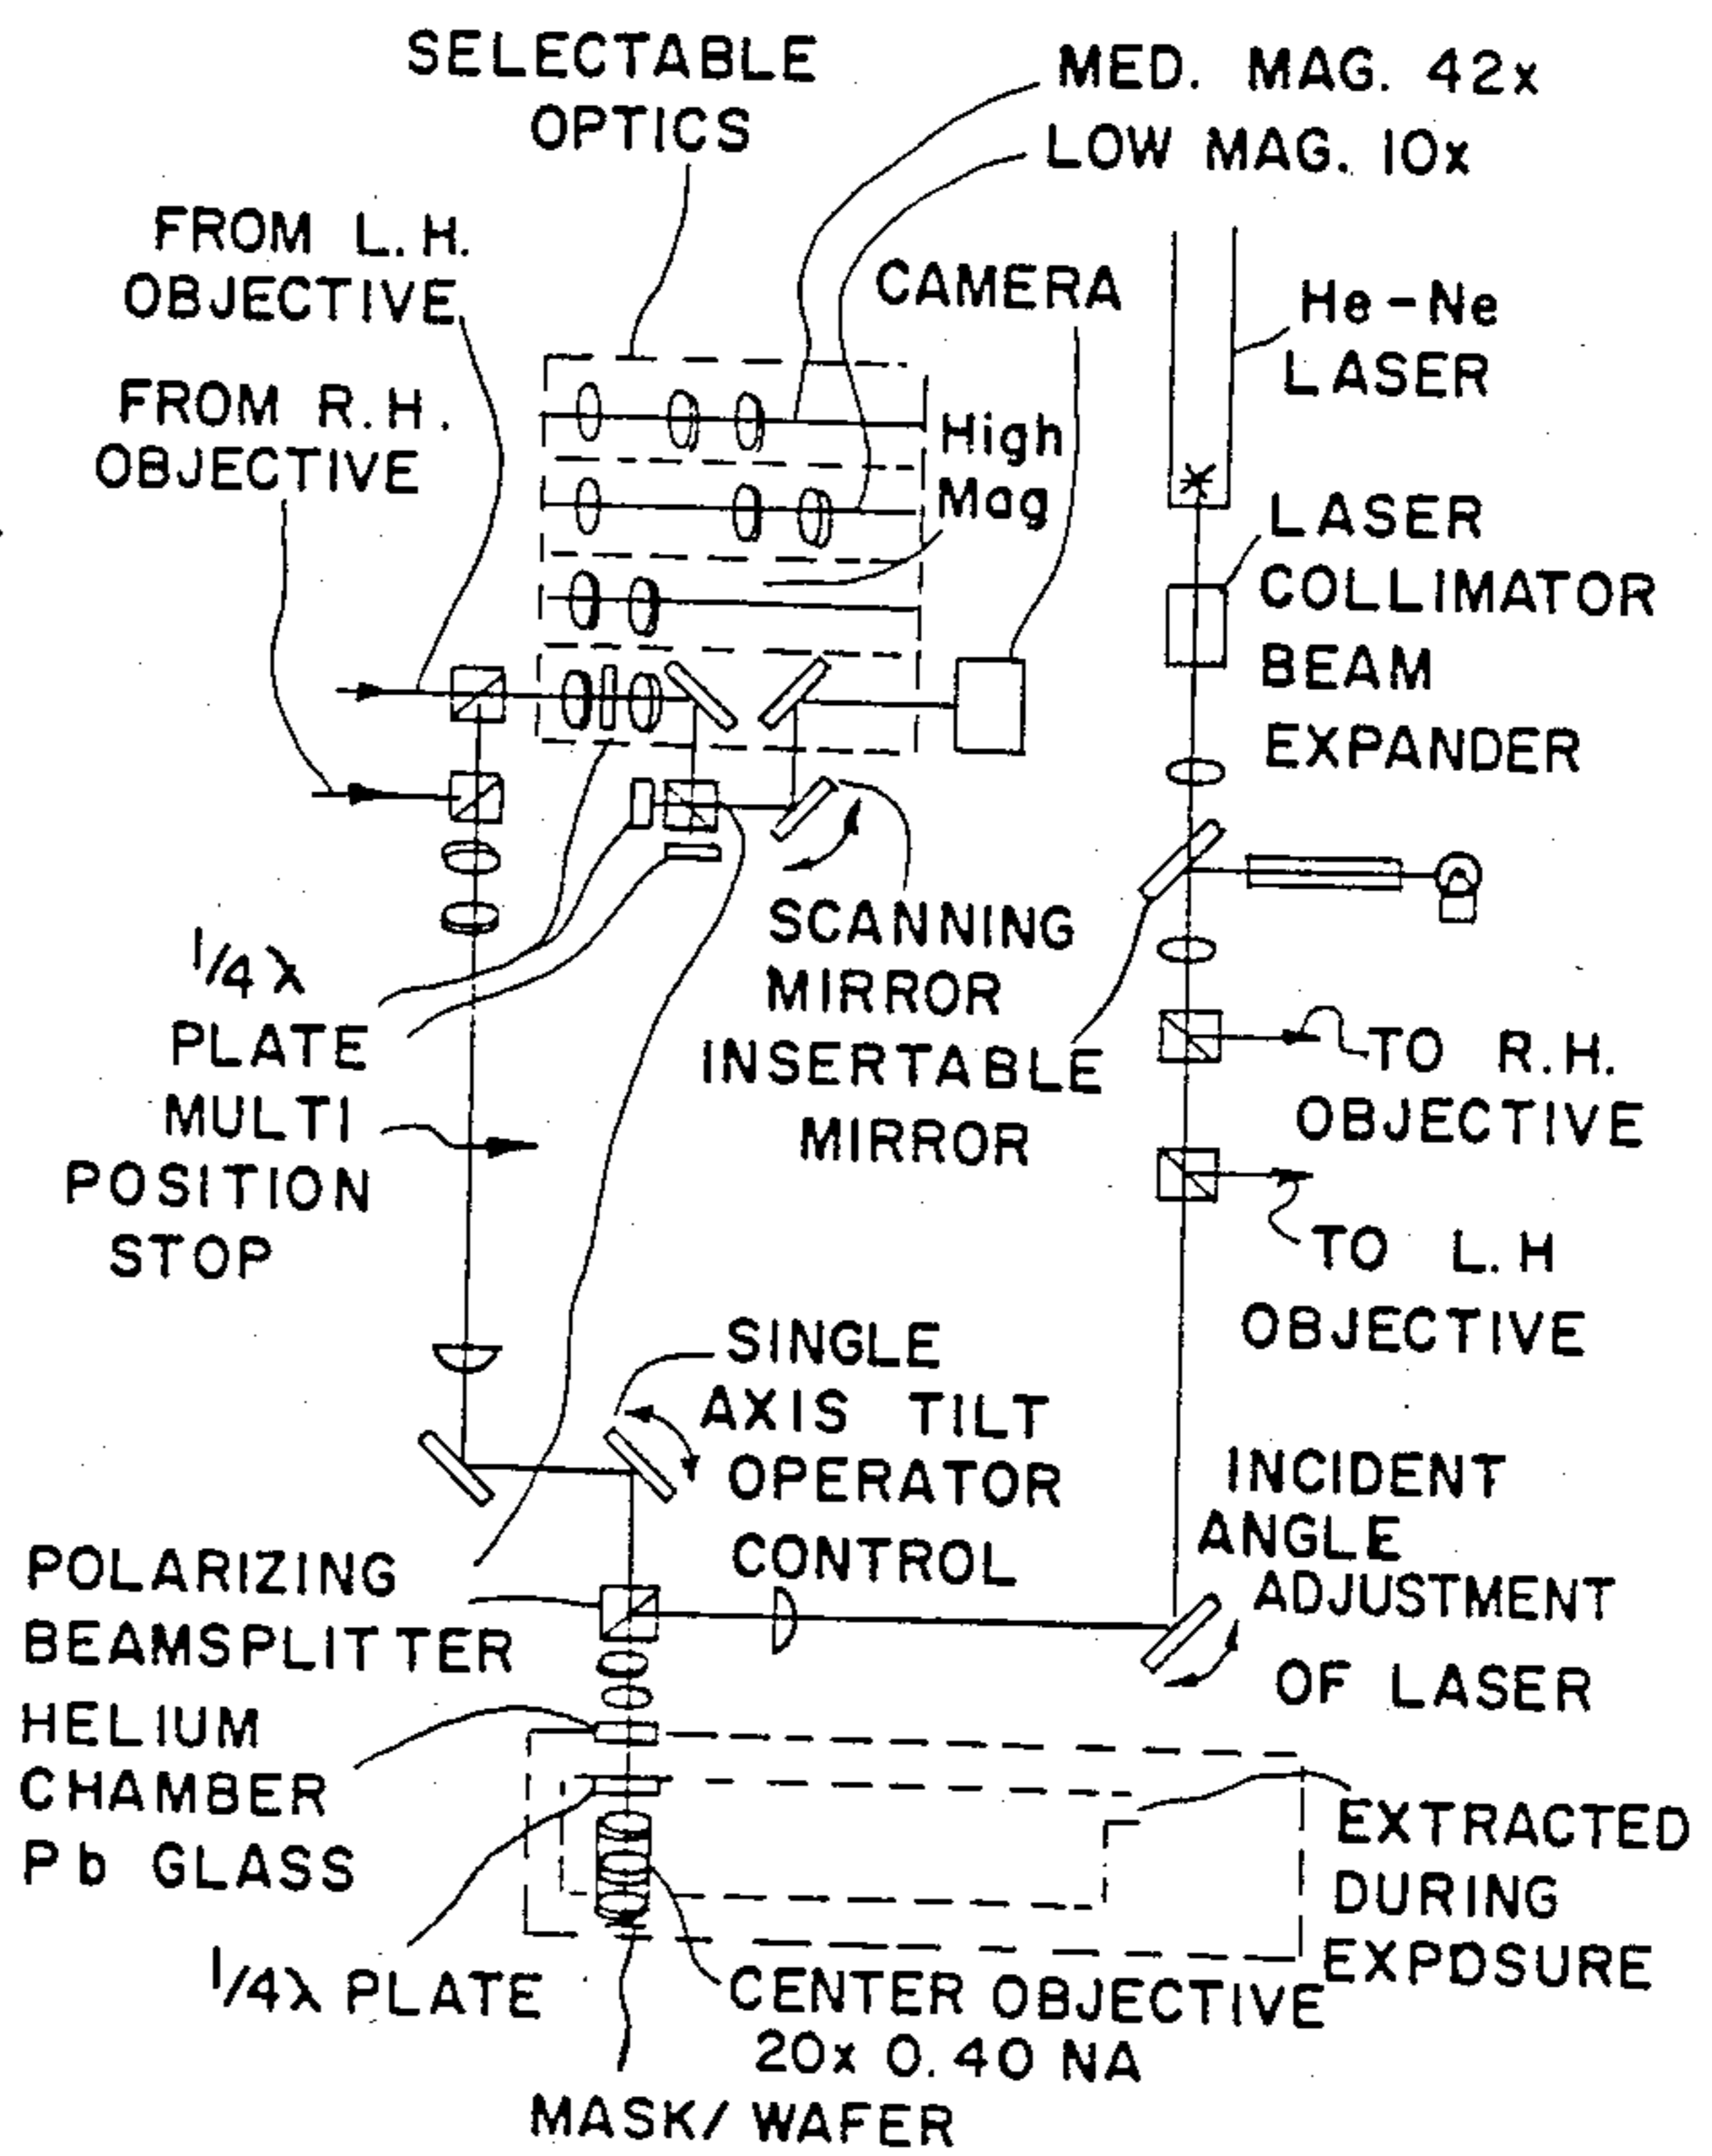 SELECTABLE
OPTICS
MED. MAG. 42x
LOW MAG. 10x
FROM L.H.
OBJECTIVE
CAMERA
He-Ne
LASER
FROM R.H.
OBJECTIVE
High
Mag
LASER
COLLIMATOR
BEAM
EXPANDER
1/4 λ
PLATE
SCANNING
MIRROR
INSERTABLE
MIRROR
TO R.H.
OBJECTIVE
MULTI
POSITION
STOP
TO L.H
OBJECTIVE
SINGLE
AXIS TILT
OPERATOR
CONTROL
INCIDENT
ANGLE
ADJUSTMENT
OF LASER
POLARIZING
BEAMSPLITTER
HELIUM
CHAMBER
Pb GLASS
EXTRACTED
DURING
EXPOSURE
1/4λ PLATE
CENTER OBJECTIVE
20x 0.40 NA
MASK/ WAFER